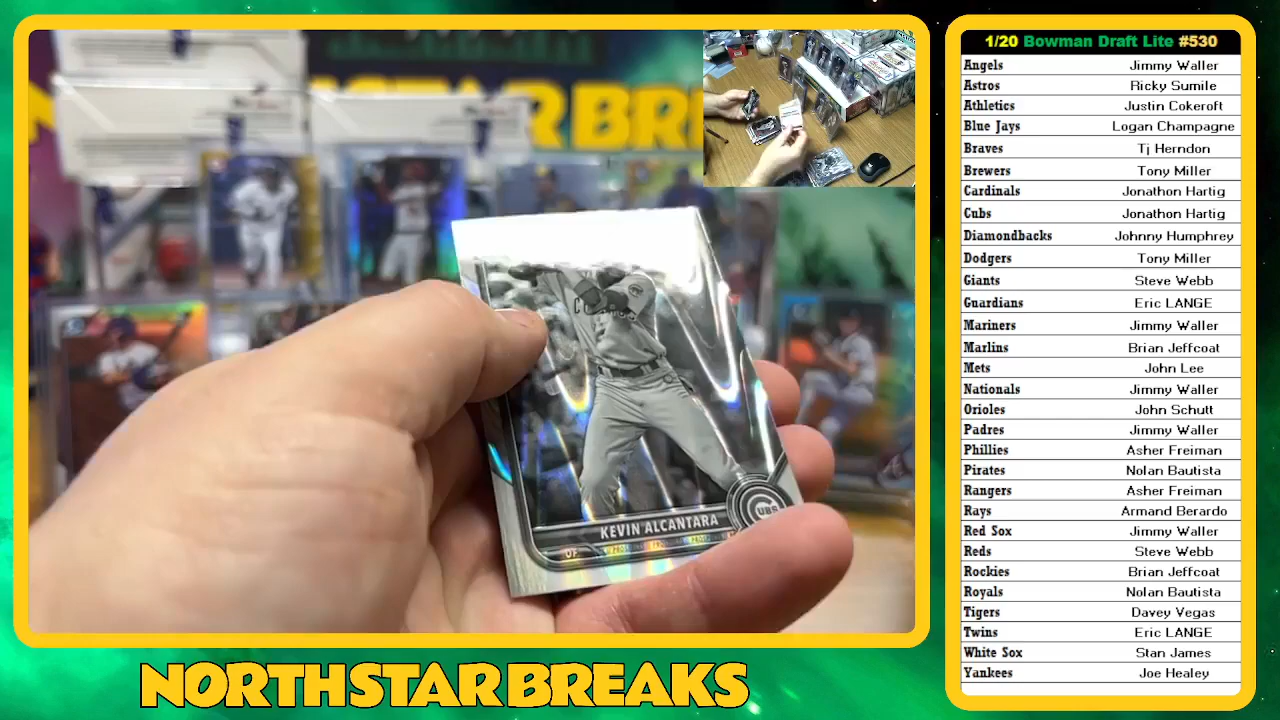 STAR BR
KEVIN ALCANTARA
OF
CUBS
1/20 Bowman Draft Lite #530
Angels Jimmy Waller
Astros Ricky Sumile
Athletics Justin Cokeroft
Blue Jays Logan Champagne
Braves Tj Herndon
Brewers Tony Miller
Cardinals Jonathon Hartig
Cubs Jonathon Hartig
Diamondbacks Johnny Humphrey
Dodgers Tony Miller
Giants Steve Webb
Guardians Eric LANGE
Mariners Jimmy Waller
Marlins Brian Jeffcoat
Mets John Lee
Nationals Jimmy Waller
Orioles John Schutt
Padres Jimmy Waller
Phillies Asher Freiman
Pirates Nolan Bautista
Rangers Asher Freiman
Rays Armand Berardo
Red Sox Jimmy Waller
Reds Steve Webb
Rockies Brian Jeffcoat
Royals Nolan Bautista
Tigers Davey Vegas
Twins Eric LANGE
White Sox Stan James
Yankees Joe Healey
NORTHSTAR BREAKS